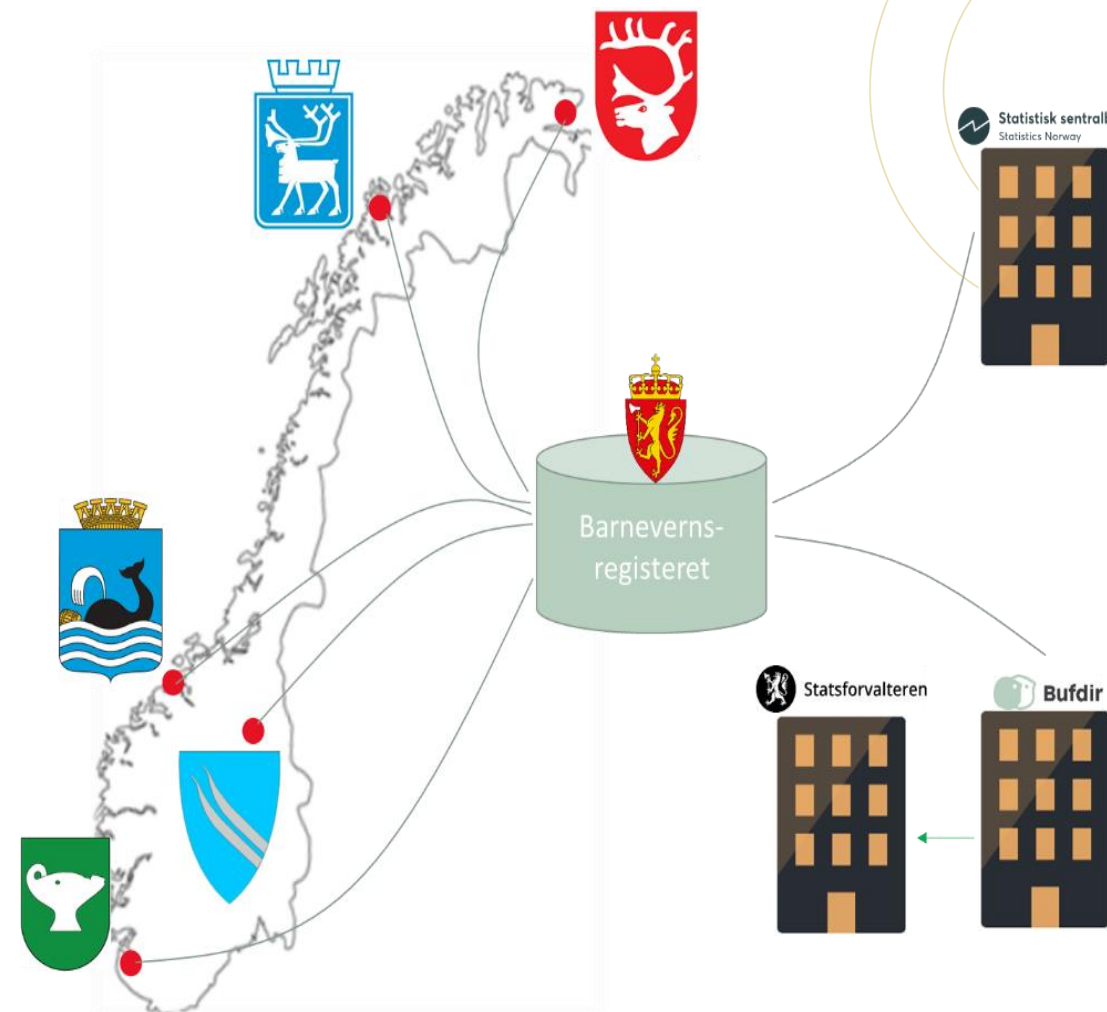 Statistisk sentralb
Statistics Norway
Barneverns-
registeret
Statsforvalteren
Bufdir